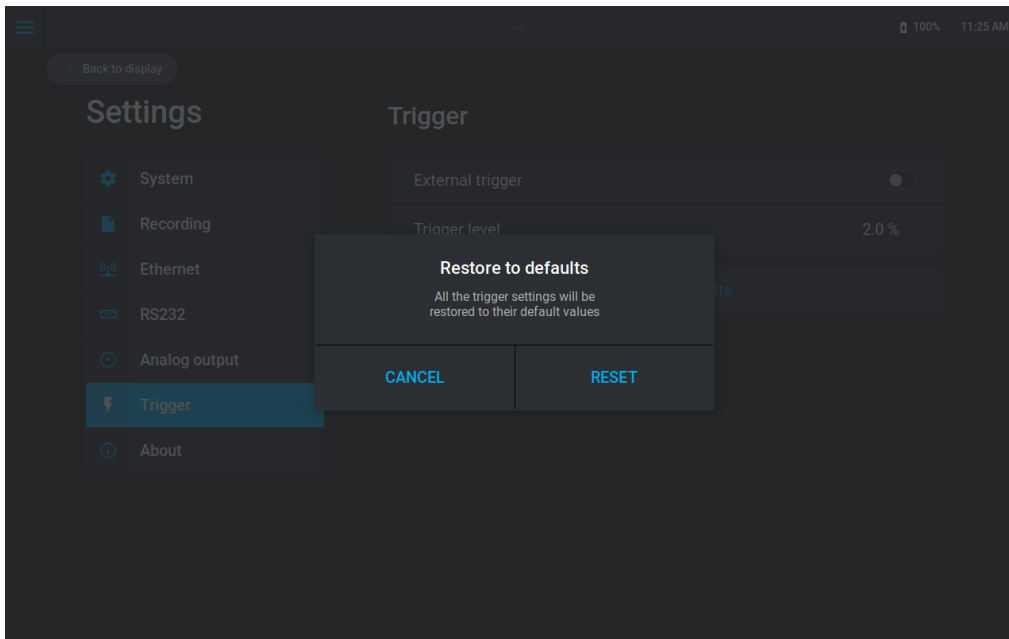 100% 11:25 AM
Back to display
Settings
Trigger
System
Recording
Ethernet
RS232
Analog output
Trigger
About
External trigger
Trigger level 2.0 %
Restore to defaults
All the trigger settings will be
restored to their default values
CANCEL RESET